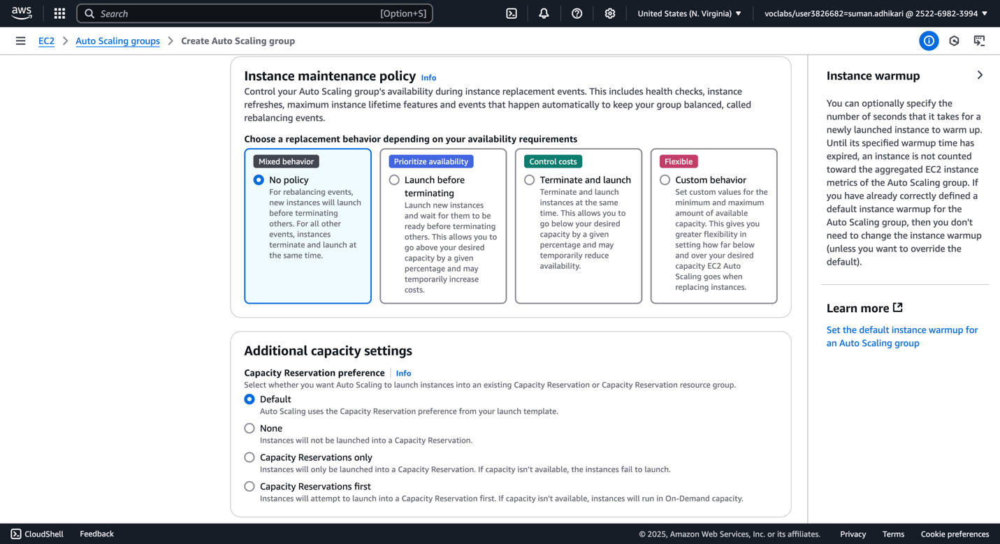 aws
Search
[Option+S]
United States (N. Virginia) ▼
voclabs/user3826682=suman.adhikari @ 2522-6982-3994 ▼
EC2 > Auto Scaling groups > Create Auto Scaling group
Instance maintenance policy Info
Control your Auto Scaling group's availability during instance replacement events. This includes health checks, instance
refreshes, maximum instance lifetime features and events that happen automatically to keep your group balanced, called
rebalancing events.
Choose a replacement behavior depending on your availability requirements
Mixed behavior
No policy
For rebalancing events,
new instances will launch
before terminating
others. For all other
events, instances
terminate and launch at
the same time.
Prioritize availability
Launch before
terminating
Launch new instances
and wait for them to be
ready before terminating
others. This allows you to
go above your desired
capacity by a given
percentage and may
temporarily increase
costs.
Control costs
Terminate and launch
Terminate and launch
instances at the same
time. This allows you to
go below your desired
capacity by a given
percentage and may
temporarily reduce
availability.
Flexible
Custom behavior
Set custom values for the
minimum and maximum
amount of available
capacity. This gives you
greater flexibility in
setting how far below
and over your desired
capacity EC2 Auto
Scaling goes when
replacing instances.
Additional capacity settings
Capacity Reservation preference Info
Select whether you want Auto Scaling to launch instances into an existing Capacity Reservation or Capacity Reservation resource group.
Default
Auto Scaling uses the Capacity Reservation preference from your launch template.
None
Instances will not be launched into a Capacity Reservation.
Capacity Reservations only
Instances will only be launched into a Capacity Reservation. If capacity isn't available, the instances fail to launch.
Capacity Reservations first
Instances will attempt to launch into a Capacity Reservation first. If capacity isn't available, instances will run in On-Demand capacity.
Instance warmup
You can optionally specify the
number of seconds that it takes for a
newly launched instance to warm up.
Until its specified warmup time has
expired, an instance is not counted
toward the aggregated EC2 instance
metrics of the Auto Scaling group. If
you have already correctly defined a
default instance warmup for the
Auto Scaling group, then you don't
need to change the instance warmup
(unless you want to override the
default).
Learn more
Set the default instance warmup for
an Auto Scaling group
CloudShell
Feedback
© 2025, Amazon Web Services, Inc. or its affiliates.
Privacy
Terms
Cookie preferences